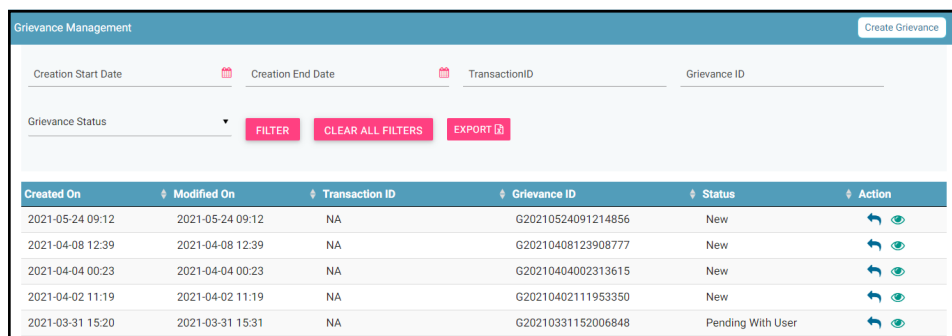 Grievance Management Create Grievance
Creation Start Date Creation End Date TransactionID Grievance ID
Grievance Status FILTER CLEAR ALL FILTERS EXPORT
Created On Modified On Transaction ID Grievance ID Status Action
2021-05-24 09:12 2021-05-24 09:12 NA G20210524091214856 New
2021-04-08 12:39 2021-04-08 12:39 NA G20210408123908777 New
2021-04-04 00:23 2021-04-04 00:23 NA G20210404002313615 New
2021-04-02 11:19 2021-04-02 11:19 NA G20210402111953350 New
2021-03-31 15:20 2021-03-31 15:31 NA G20210331152006848 Pending With User